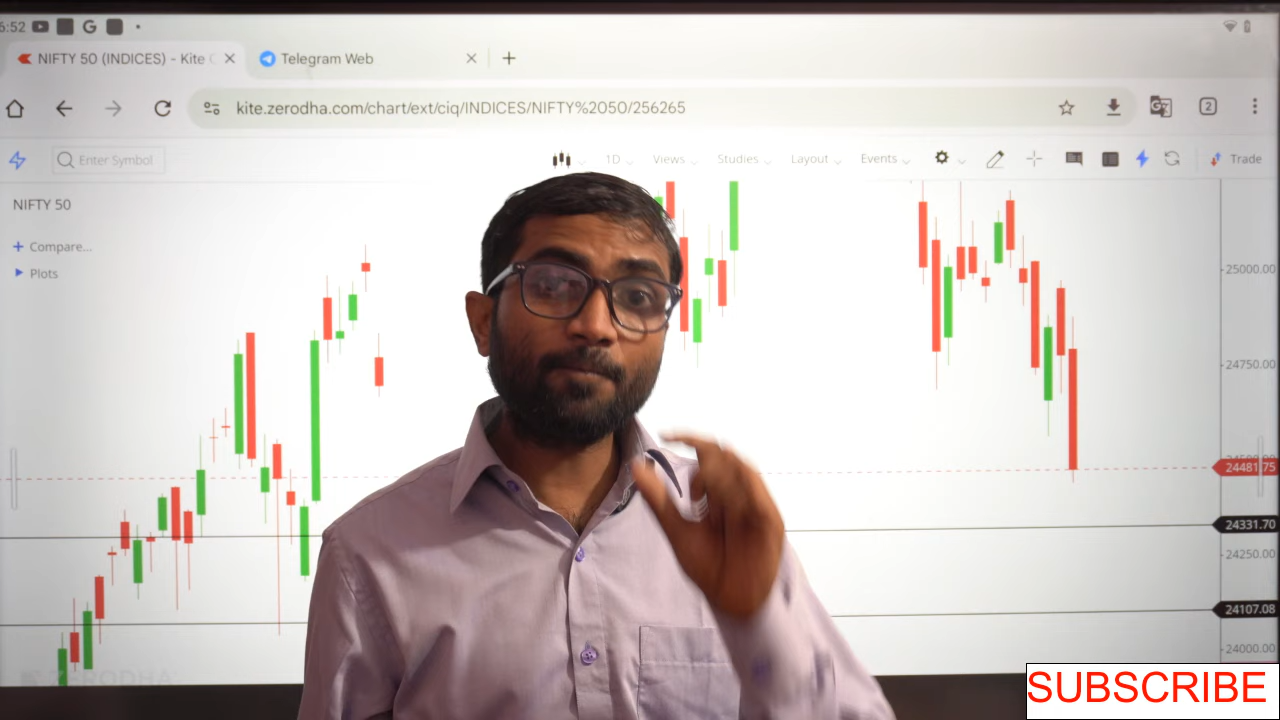 6:52
NIFTY 50 (INDICES) - Kite
Telegram Web
kite.zerodha.com/chart/ext/ciq/INDICES/NIFTY%2050/256265
2
Enter Symbol
1D
Views
Studies
Layout
Events
Trade
NIFTY 50
Compare...
Plots
25000.00
24750.00
24481.75
24331.70
24250.00
24107.08
24000.00
ZERODHA
SUBSCRIBE